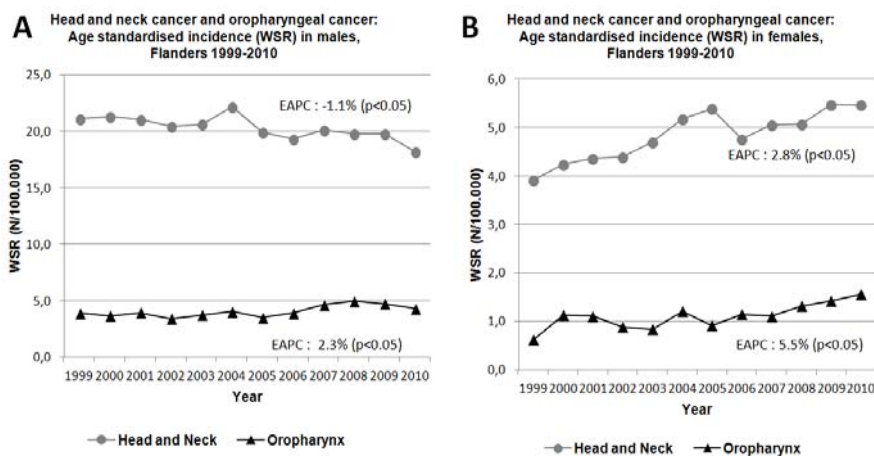 A
Head and neck cancer and oropharyngeal cancer:
Age standardised incidence (WSR) in males,
Flanders 1999-2010
25,0
20,0
15,0
10,0
5,0
0,0
WSR (N/100.000)
EAPC : -1.1% (p<0.05)
EAPC : 2.3% (p<0.05)
1999 2000 2001 2002 2003 2004 2005 2006 2007 2008 2009 2010
Year
Head and Neck
Oropharynx
B
Head and neck cancer and oropharyngeal cancer:
Age standardised incidence (WSR) in females,
Flanders 1999-2010
6,0
5,0
4,0
3,0
2,0
1,0
0,0
WSR (N/100.000)
EAPC : 2.8% (p<0.05)
EAPC : 5.5% (p<0.05)
1999 2000 2001 2002 2003 2004 2005 2006 2007 2008 2009 2010
Year
Head and Neck
Oropharynx